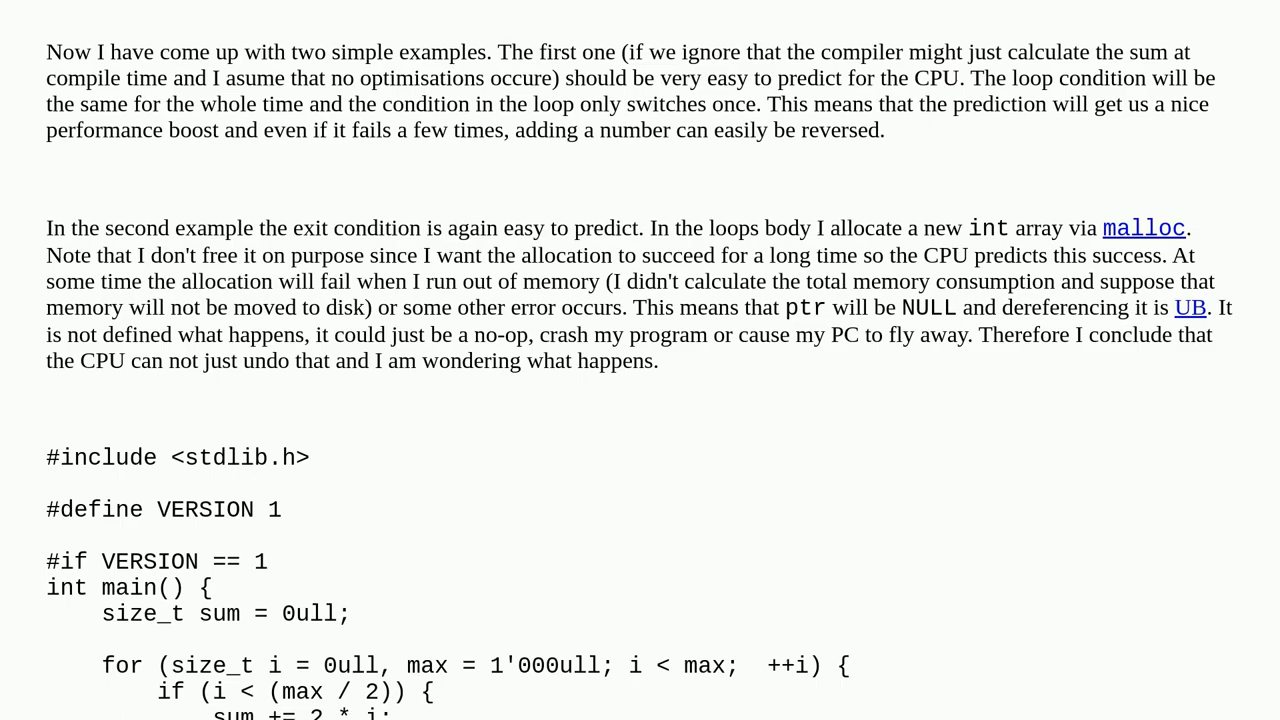 Now I have come up with two simple examples. The first one (if we ignore that the compiler might just calculate the sum at
compile time and I asume that no optimisations occure) should be very easy to predict for the CPU. The loop condition will be
the same for the whole time and the condition in the loop only switches once. This means that the prediction will get us a nice
performance boost and even if it fails a few times, adding a number can easily be reversed.
In the second example the exit condition is again easy to predict. In the loops body I allocate a new int array via malloc.
Note that I don't free it on purpose since I want the allocation to succeed for a long time so the CPU predicts this success. At
some time the allocation will fail when I run out of memory (I didn't calculate the total memory consumption and suppose that
memory will not be moved to disk) or some other error occurs. This means that ptr will be NULL and dereferencing it is UB. It
is not defined what happens, it could just be a no-op, crash my program or cause my PC to fly away. Therefore I conclude that
the CPU can not just undo that and I am wondering what happens.
#include <stdlib.h>
#define VERSION 1
#if VERSION == 1
int main() {
    size_t sum = 0ull;
    for (size_t i = 0ull, max = 1'000ull; i < max;  ++i) {
        if (i < (max / 2)) {
            sum += 2 * i;